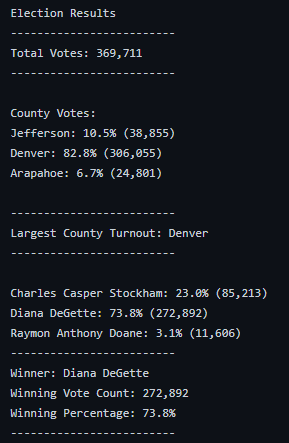 Election Results
-------------------------
Total Votes: 369,711
-------------------------
County Votes:
Jefferson: 10.5% (38,855)
Denver: 82.8% (306,055)
Arapahoe: 6.7% (24,801)
-------------------------
Largest County Turnout: Denver
-------------------------
Charles Casper Stockham: 23.0% (85,213)
Diana DeGette: 73.8% (272,892)
Raymon Anthony Doane: 3.1% (11,606)
-------------------------
Winner: Diana DeGette
Winning Vote Count: 272,892
Winning Percentage: 73.8%
-------------------------